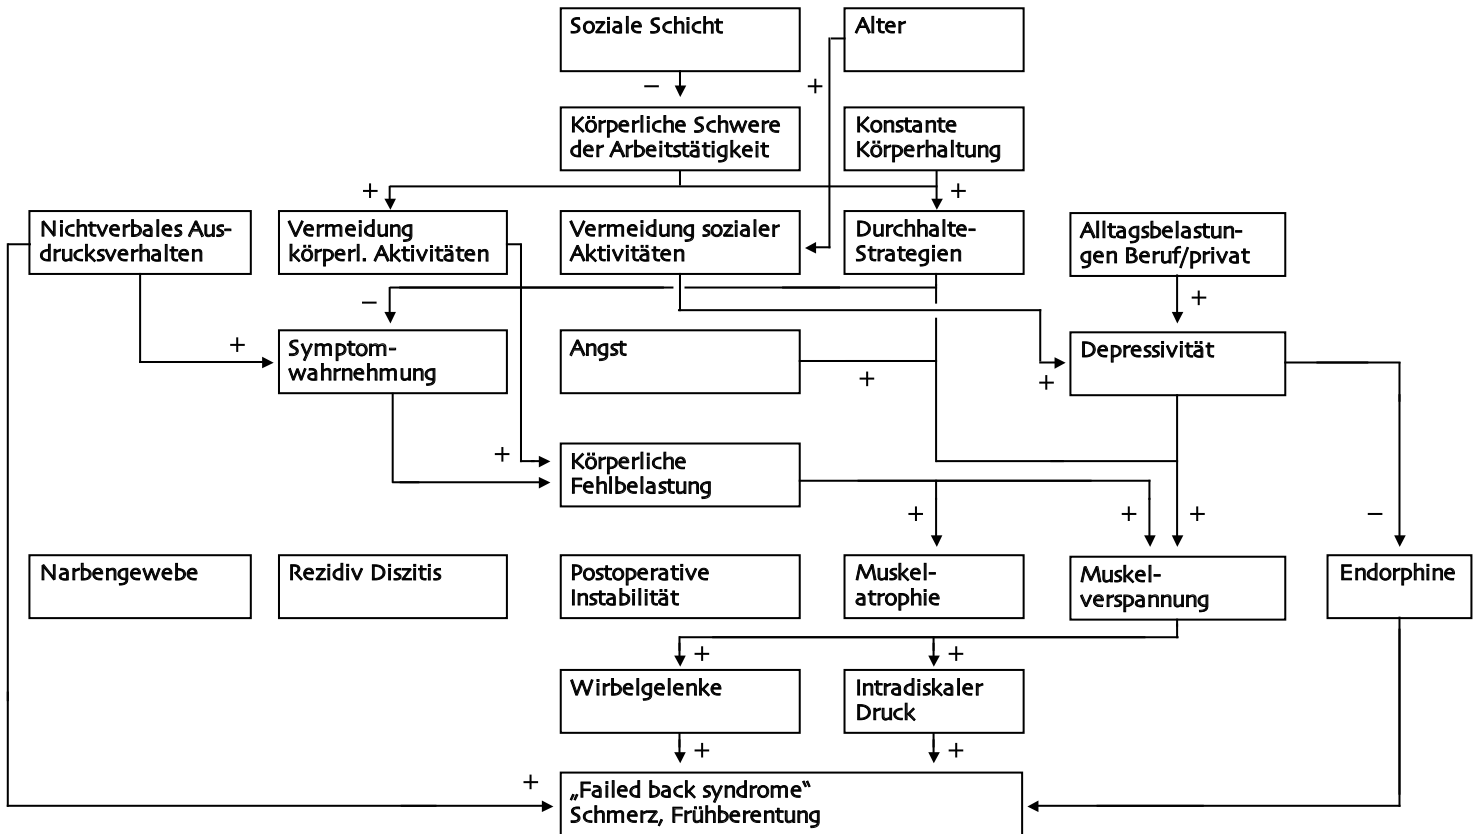 Soziale Schicht
Alter
–
+
Körperliche Schwere
der Arbeitstätigkeit
Konstante
Körperhaltung
+
+
Nichtverbales Aus-
drucksverhalten
Vermeidung
körperl. Aktivitäten
Vermeidung sozialer
Aktivitäten
Durchhalte-
Strategien
Alltagsbelastun-
gen Beruf/privat
–
+
+
Symptom-
wahrnehmung
Angst
Depressivität
+
+
+
Körperliche
Fehlbelastung
+
+
+
–
Narbengewebe
Rezidiv Diszitis
Postoperative
Instabilität
Muskel-
atrophie
Muskel-
verspannung
Endorphine
+
+
Wirbelgelenke
Intradiskaler
Druck
+
+
+
„Failed back syndrome“
Schmerz, Frühberentung